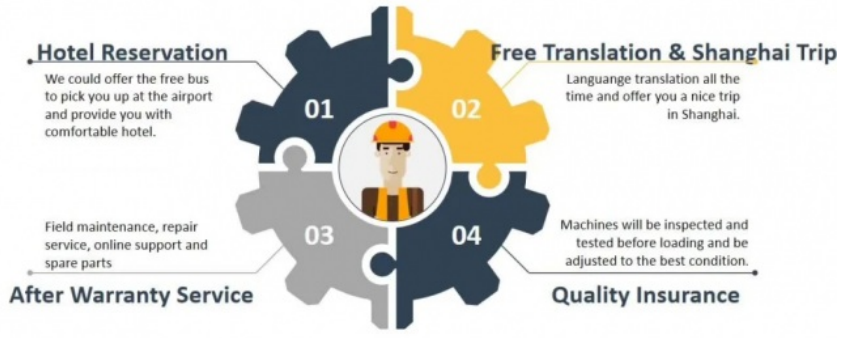 Hotel Reservation
We could offer the free bus
to pick you up at the airport
and provide you with
comfortable hotel.
01
Free Translation & Shanghai Trip
Languange translation all the
time and offer you a nice trip
in Shanghai.
02
Field maintenance, repair
service, online support and
spare parts
After Warranty Service
03
Machines will be inspected and
tested before loading and be
adjusted to the best condition.
Quality Insurance
04